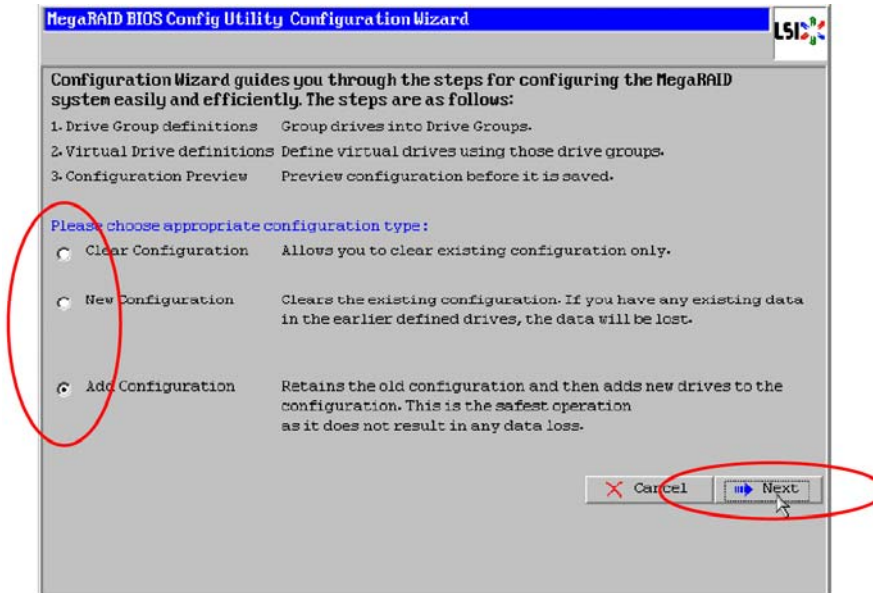 MegaRAID BIOS Config Utility Configuration Wizard
LSI
Configuration Wizard guides you through the steps for configuring the MegaRAID
system easily and efficiently. The steps are as follows:
1. Drive Group definitions Group drives into Drive Groups.
2. Virtual Drive definitions Define virtual drives using those drive groups.
3. Configuration Preview Preview configuration before it is saved.
Please choose appropriate configuration type:
Clear Configuration Allows you to clear existing configuration only.
New Configuration Clears the existing configuration. If you have any existing data
in the earlier defined drives, the data will be lost.
Add Configuration Retains the old configuration and then adds new drives to the
configuration. This is the safest operation
as it does not result in any data loss.
Cancel Next